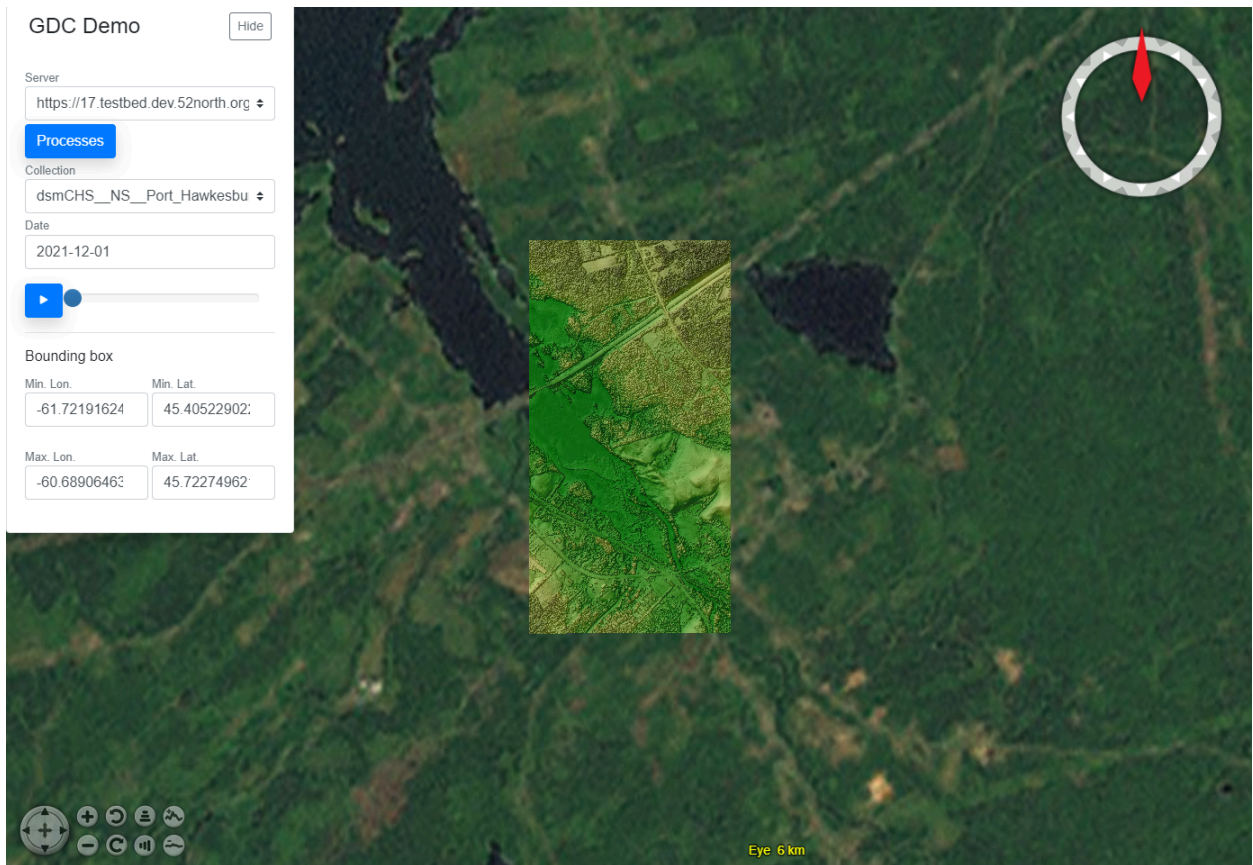 GDC Demo
Hide
Server
https://17.testbed.dev.52north.org
Processes
Collection
dsmCHS__NS__Port_Hawkesbu
Date
2021-12-01
Bounding box
Min. Lon.
Min. Lat.
-61.72191624
45.40522902
Max. Lon.
Max. Lat.
-60.68906463
45.72274962
Eye 6 km